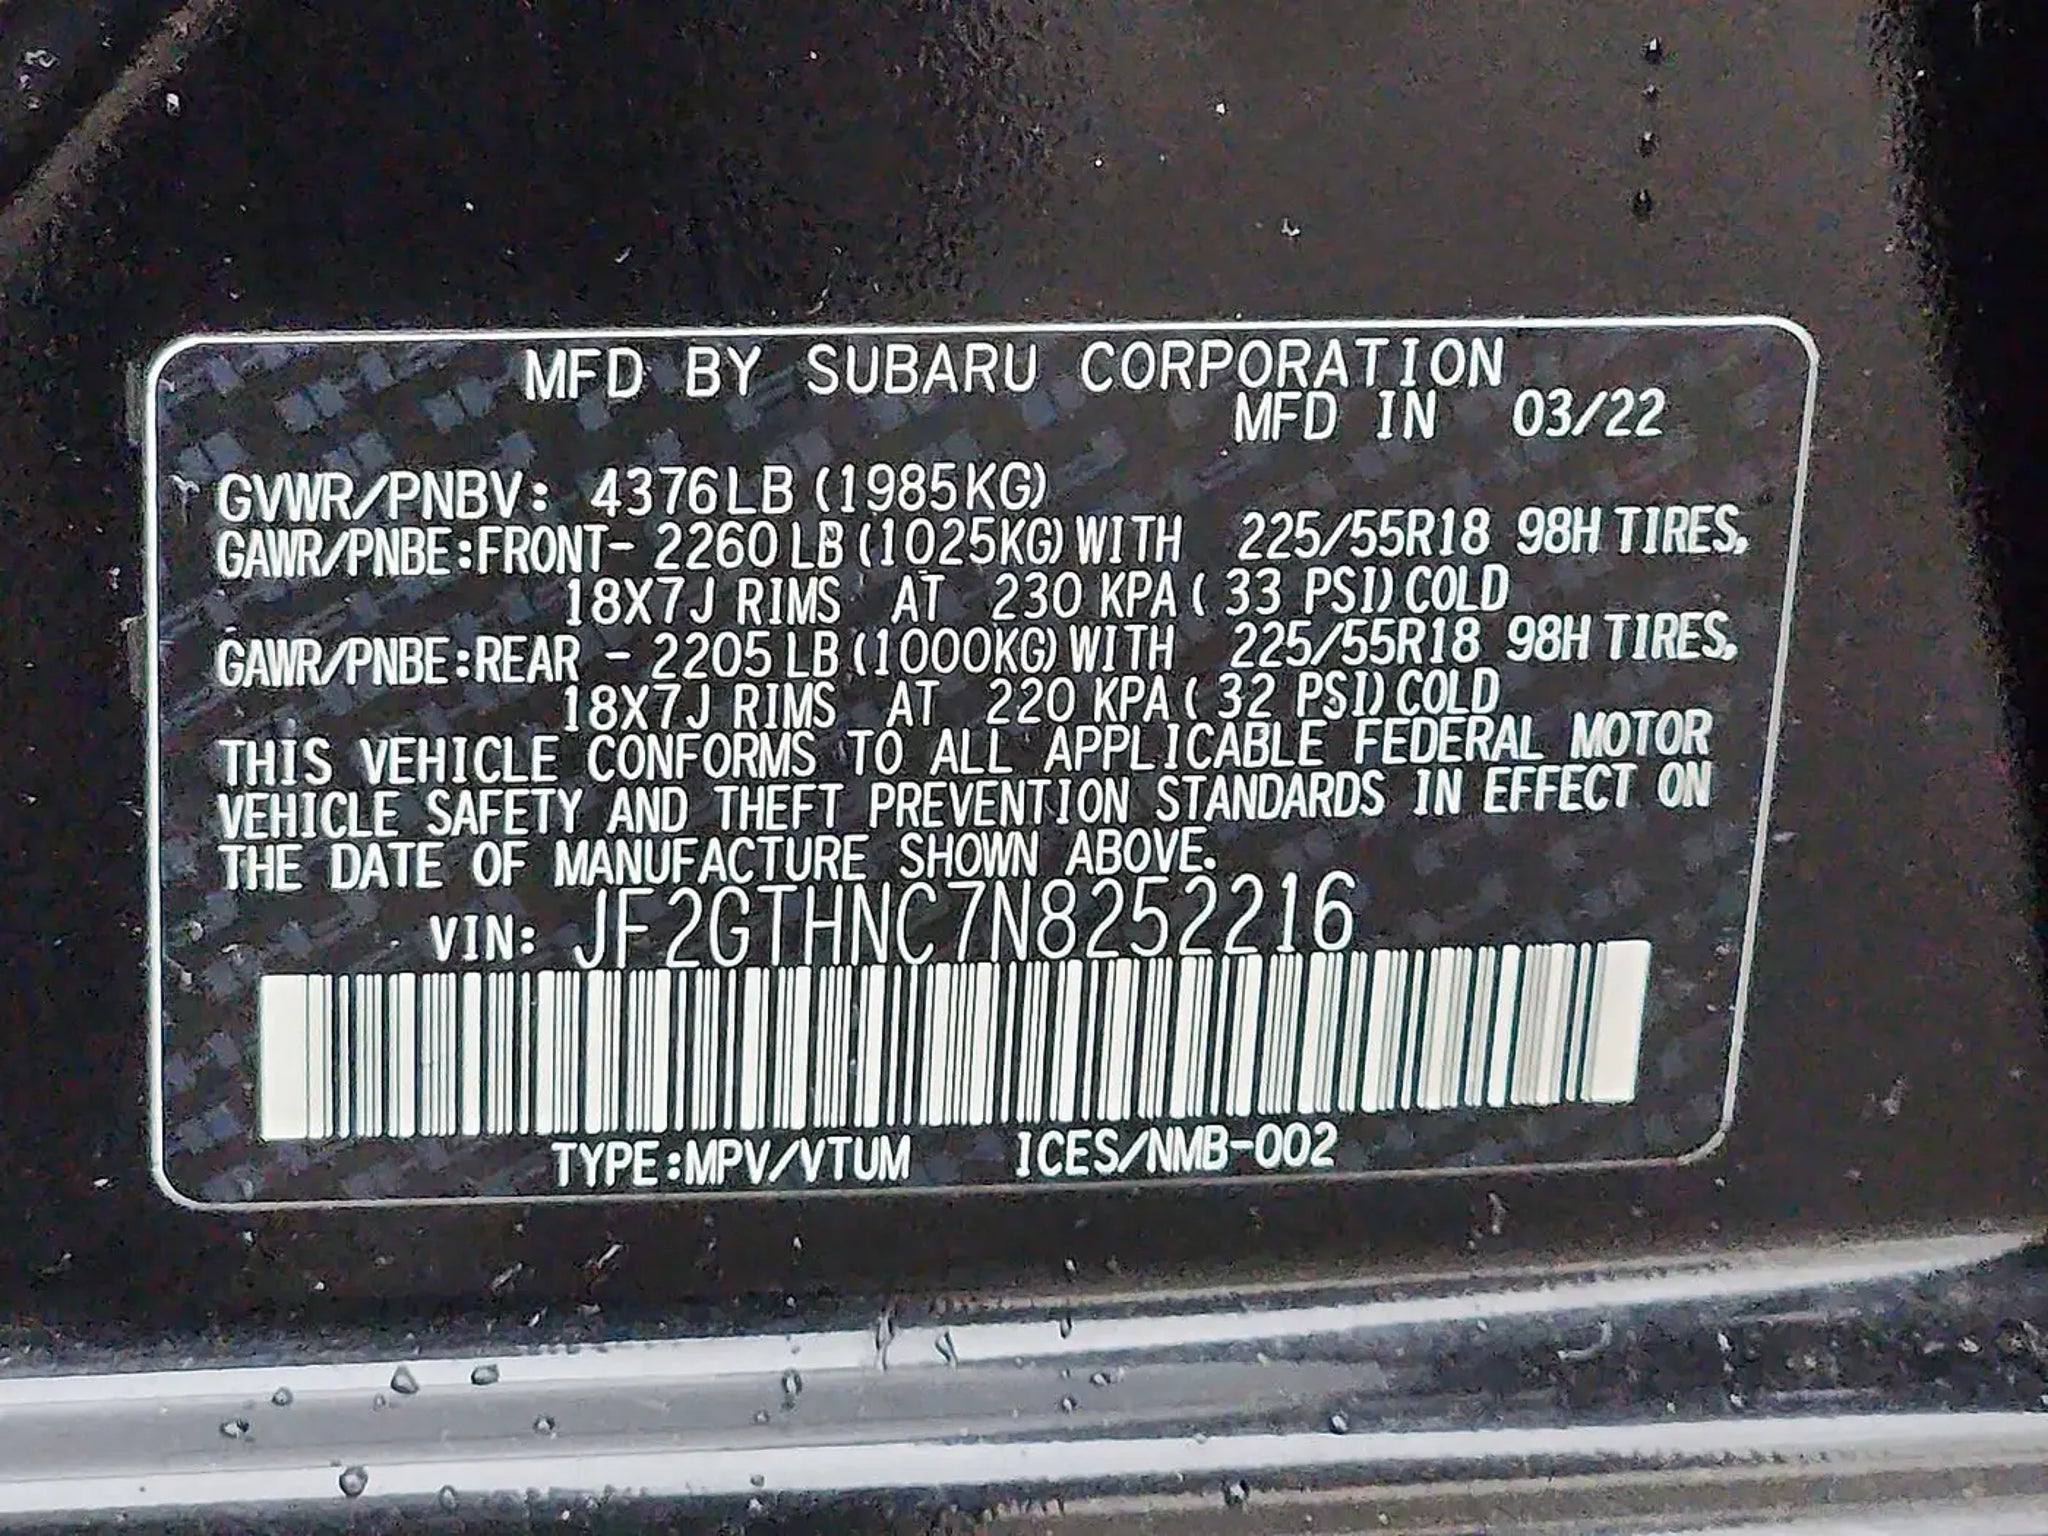 MFD BY SUBARU CORPORATION
MFD IN 03/22
GVWR/PNBV: 4376LB (1985KG)
GAWR/PNBE:FRONT- 2260 LB (1025KG) WITH 225/55R18 98H TIRES,
18X7J RIMS AT 230 KPA ( 33 PSI) COLD
GAWR/PNBE:REAR - 2205 LB (1000KG) WITH 225/55R18 98H TIRES,
18X7J RIMS AT 220 KPA ( 32 PSI) COLD
THIS VEHICLE CONFORMS TO ALL APPLICABLE FEDERAL MOTOR
VEHICLE SAFETY AND THEFT PREVENTION STANDARDS IN EFFECT ON
THE DATE OF MANUFACTURE SHOWN ABOVE.
VIN: JF2GTHNC7N8252216
TYPE:MPV/VTUM ICES/NMB-002